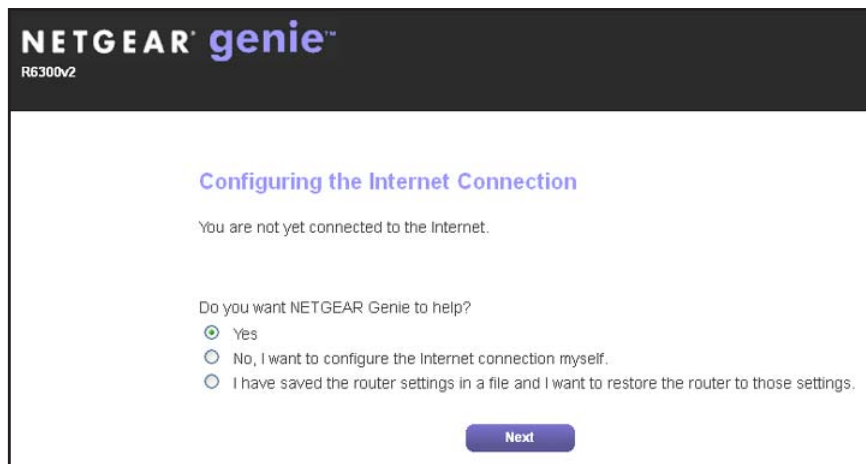 NETGEAR® genie™
R6300v2
Configuring the Internet Connection
You are not yet connected to the Internet.
Do you want NETGEAR Genie to help?
Yes
No, I want to configure the Internet connection myself.
I have saved the router settings in a file and I want to restore the router to those settings.
Next